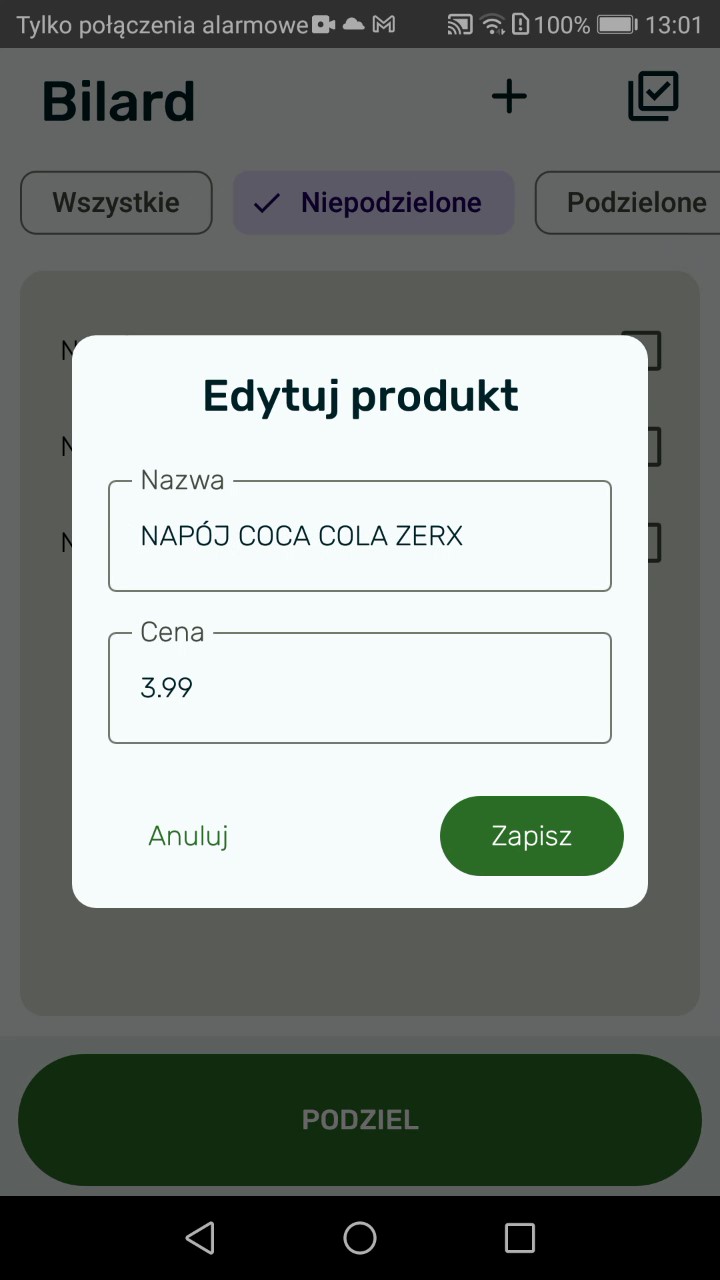 Tylko połączenia alarmowe 100% 13:01
Bilard
Wszystkie Niepodzielone Podzielone
N
N
N
Edytuj produkt
Nazwa
NAPÓJ COCA COLA ZERX
Cena
3.99
Anuluj Zapisz
PODZIEL